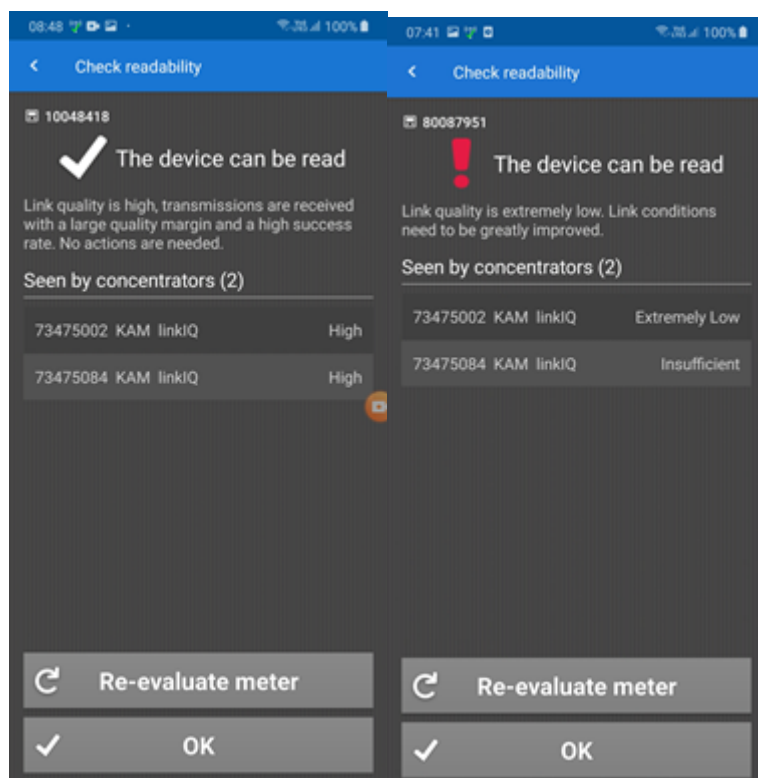 08:48 100%
Check readability
10048418
The device can be read
Link quality is high, transmissions are received
with a large quality margin and a high success
rate. No actions are needed.
Seen by concentrators (2)
73475002 KAM linkIQ High
73475084 KAM linkIQ High
Re-evaluate meter
OK
07:41 100%
Check readability
80087951
The device can be read
Link quality is extremely low. Link conditions
need to be greatly improved.
Seen by concentrators (2)
73475002 KAM linkIQ Extremely Low
73475084 KAM linkIQ Insufficient
Re-evaluate meter
OK